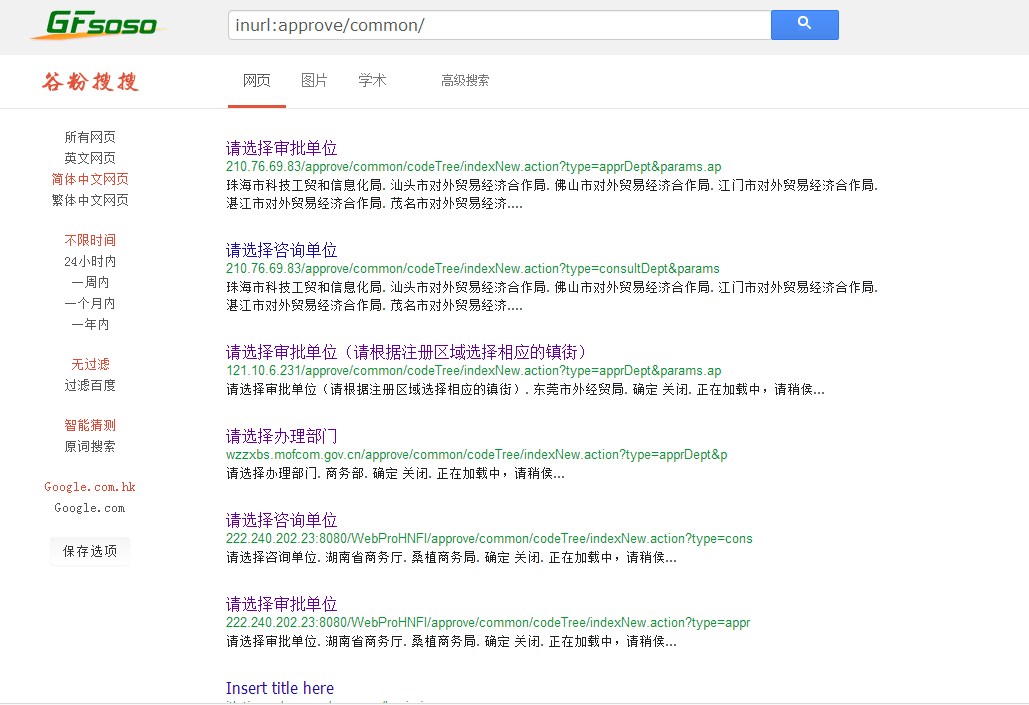 GFsoso
inurl:approve/common/
谷粉搜搜
网页 图片 学术 高级搜索
所有网页
英文网页
简体中文网页
繁体中文网页
不限时间
24小时内
一周内
一个月内
一年内
无过滤
过滤百度
智能猜测
原词搜索
Google.com.hk
Google.com
保存选项
请选择审批单位
210.76.69.83/approve/common/codeTree/indexNew.action?type=apprDept&params.ap
珠海市科技工贸和信息化局. 汕头市对外贸易经济合作局. 佛山市对外贸易经济合作局. 江门市对外贸易经济合作局.
湛江市对外贸易经济合作局. 茂名市对外贸易经济....
请选择咨询单位
210.76.69.83/approve/common/codeTree/indexNew.action?type=consultDept&params
珠海市科技工贸和信息化局. 汕头市对外贸易经济合作局. 佛山市对外贸易经济合作局. 江门市对外贸易经济合作局.
湛江市对外贸易经济合作局. 茂名市对外贸易经济....
请选择审批单位（请根据注册区域选择相应的镇街）
121.10.6.231/approve/common/codeTree/indexNew.action?type=apprDept&params.ap
请选择审批单位（请根据注册区域选择相应的镇街）. 东莞市外经贸局. 确定 关闭. 正在加载中，请稍侯...
请选择办理部门
wzzxbs.mofcom.gov.cn/approve/common/codeTree/indexNew.action?type=apprDept&p
请选择办理部门. 商务部. 确定 关闭. 正在加载中，请稍侯...
请选择咨询单位
222.240.202.23:8080/WebProHNFI/approve/common/codeTree/indexNew.action?type=cons
请选择咨询单位. 湖南省商务厅. 桑植商务局. 确定 关闭. 正在加载中，请稍侯...
请选择审批单位
222.240.202.23:8080/WebProHNFI/approve/common/codeTree/indexNew.action?type=appr
请选择审批单位. 湖南省商务厅. 桑植商务局. 确定 关闭. 正在加载中，请稍侯...
Insert title here